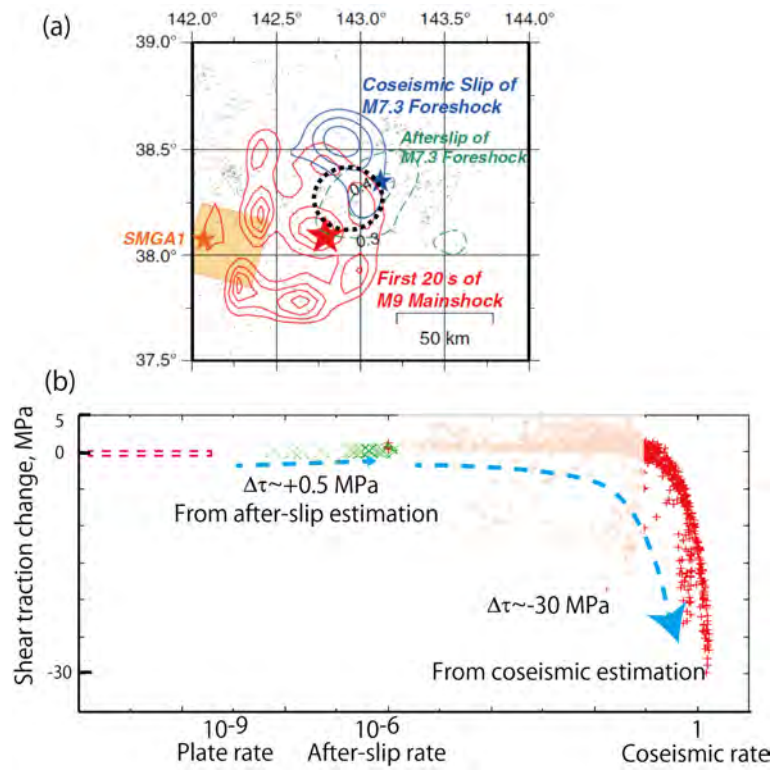 (a)
142.0° 142.5° 143.0° 143.5° 144.0°
39.0°
Coseismic Slip of
M7.3 Foreshock
38.5°
Afterslip of
M7.3 Foreshock
0.4
SMGA1
38.0°
0.3
First 20 s of
M9 Mainshock
50 km
37.5°
(b)
Shear traction change, MPa
5
0
Δτ~+0.5 MPa
From after-slip estimation
Δτ~-30 MPa
From coseismic estimation
-30
10-9 10-6 1
Plate rate After-slip rate Coseismic rate